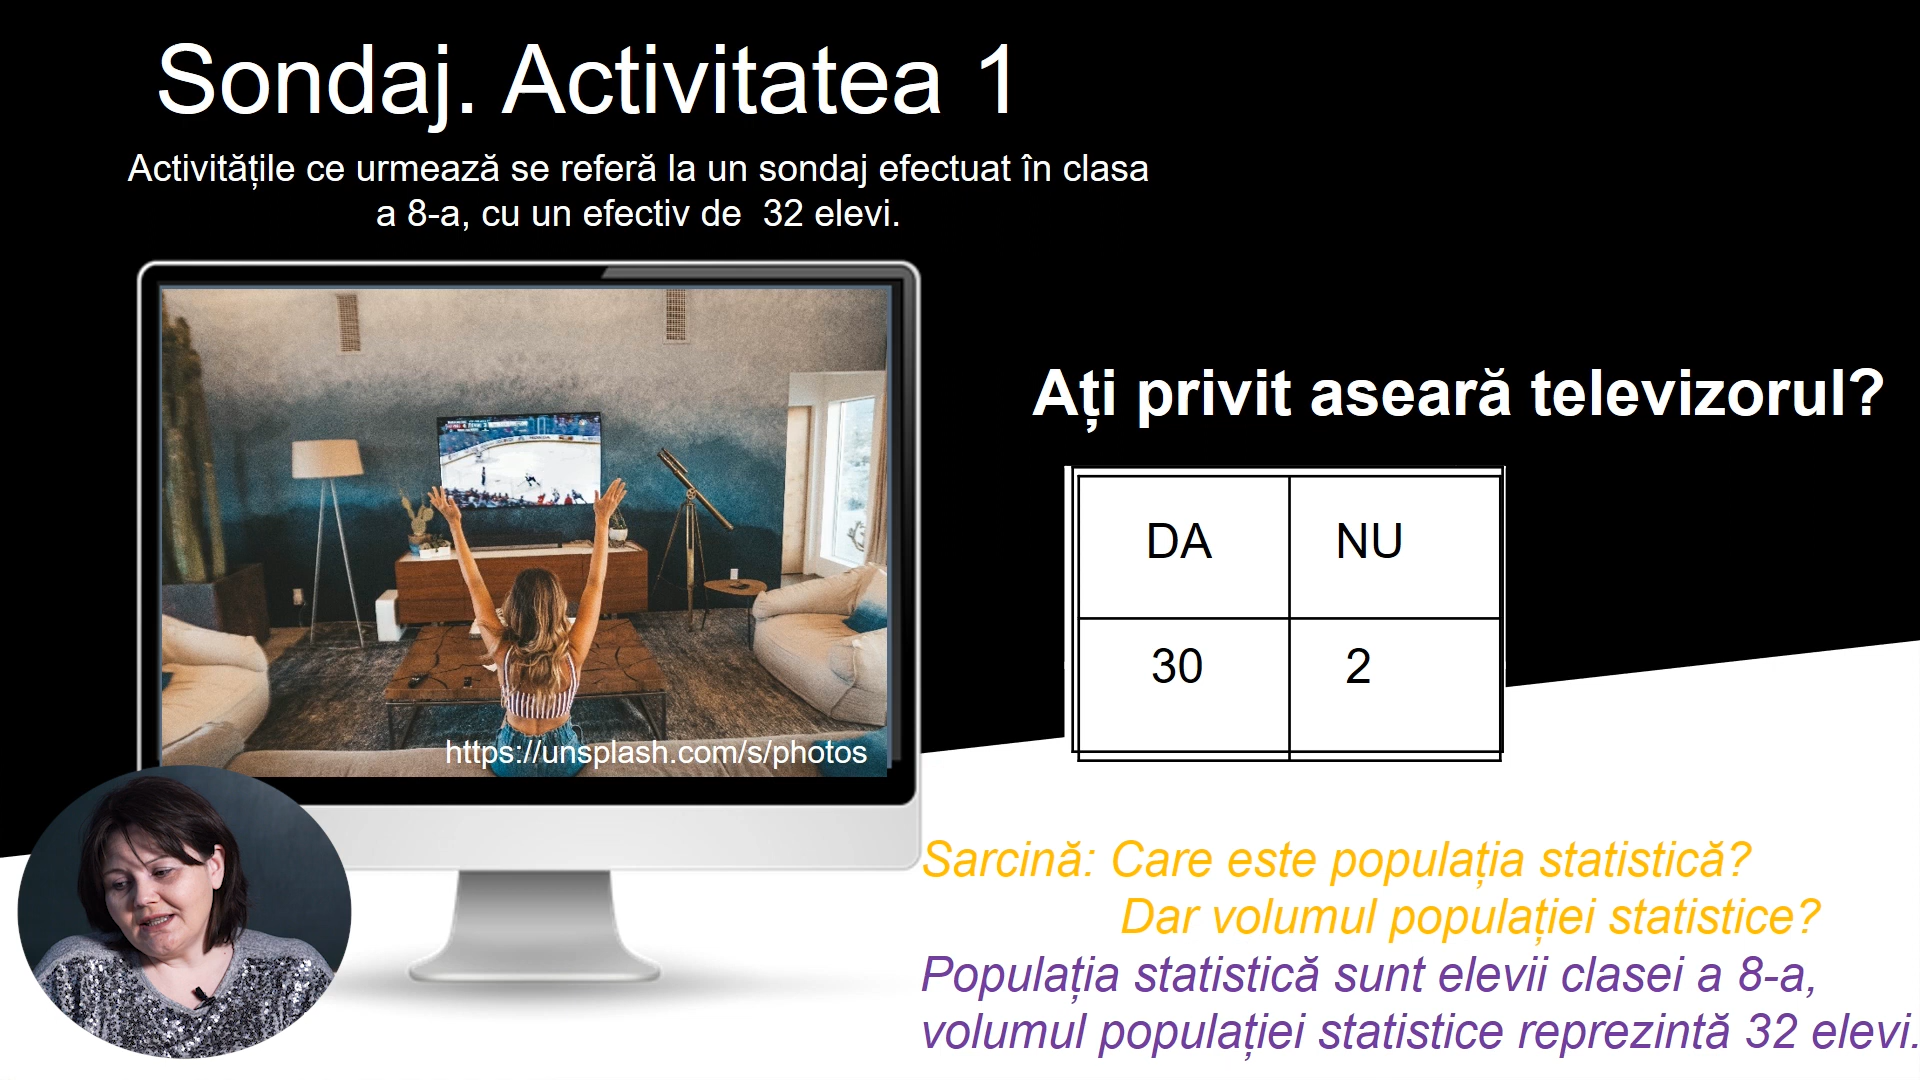 Sondaj. Activitatea 1
Activitățile ce urmează se referă la un sondaj efectuat în clasa
a 8-a, cu un efectiv de  32 elevi.
https://unsplash.com/s/photos
Ați privit aseară televizorul?
DA NU
30 2
Sarcină: Care este populația statistică?
Dar volumul populației statistice?
Populația statistică sunt elevii clasei a 8-a,
volumul populației statistice reprezintă 32 elevi.